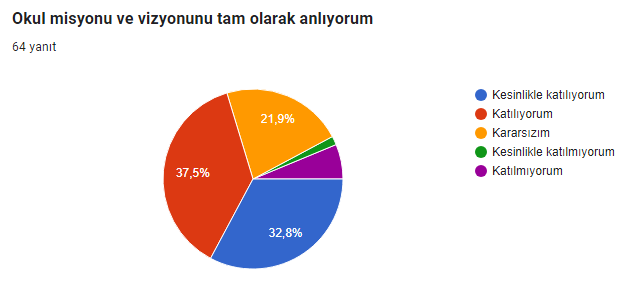 Okul misyonu ve vizyonunu tam olarak anlıyorum
64 yanıt
Kesinlikle katılıyorum
Katılıyorum
Kararsızım
Kesinlikle katılmıyorum
Katılmıyorum
21,9%
37,5%
32,8%